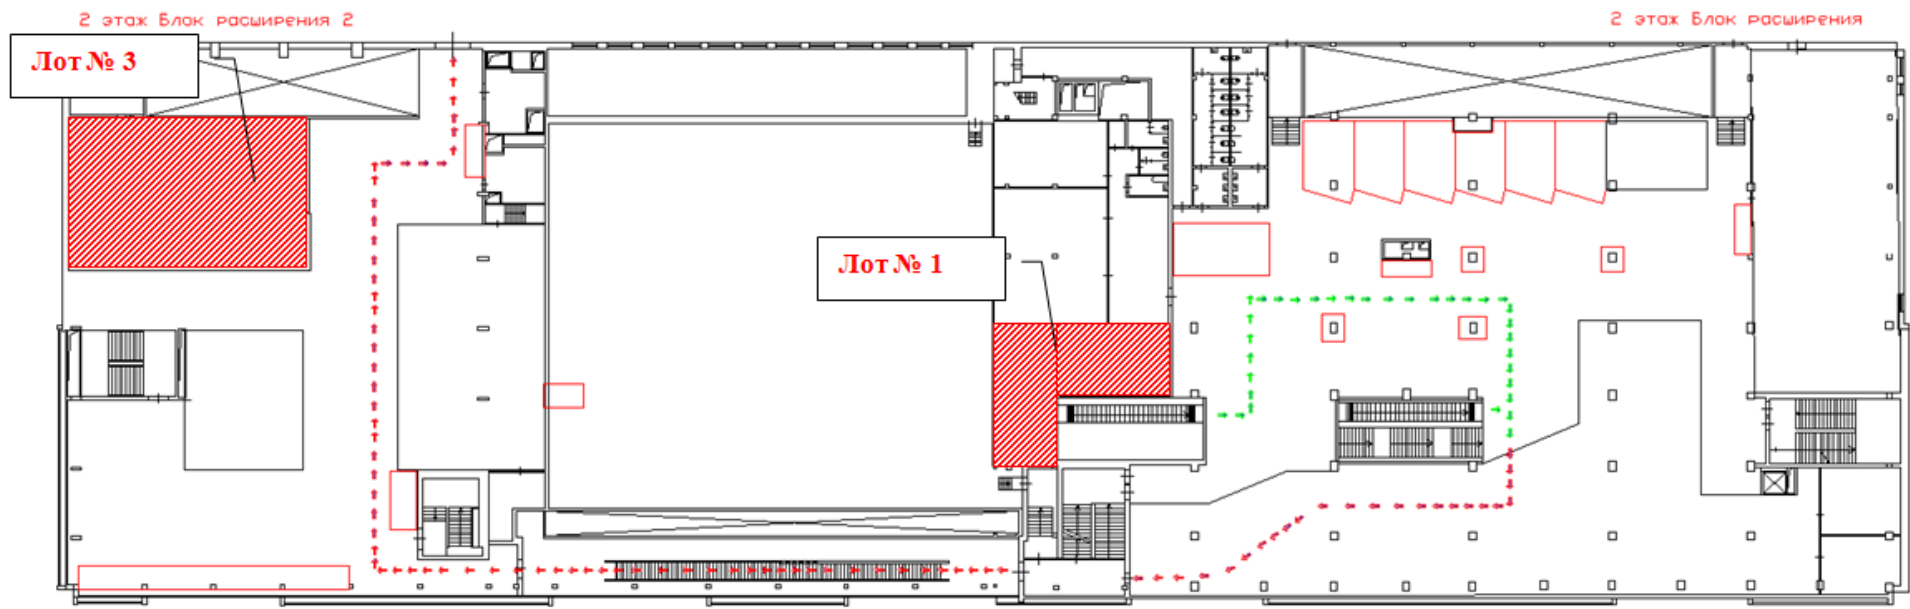 2 этаж Блок расширения 2
2 этаж Блок расширения
Лот № 3
Лот № 1